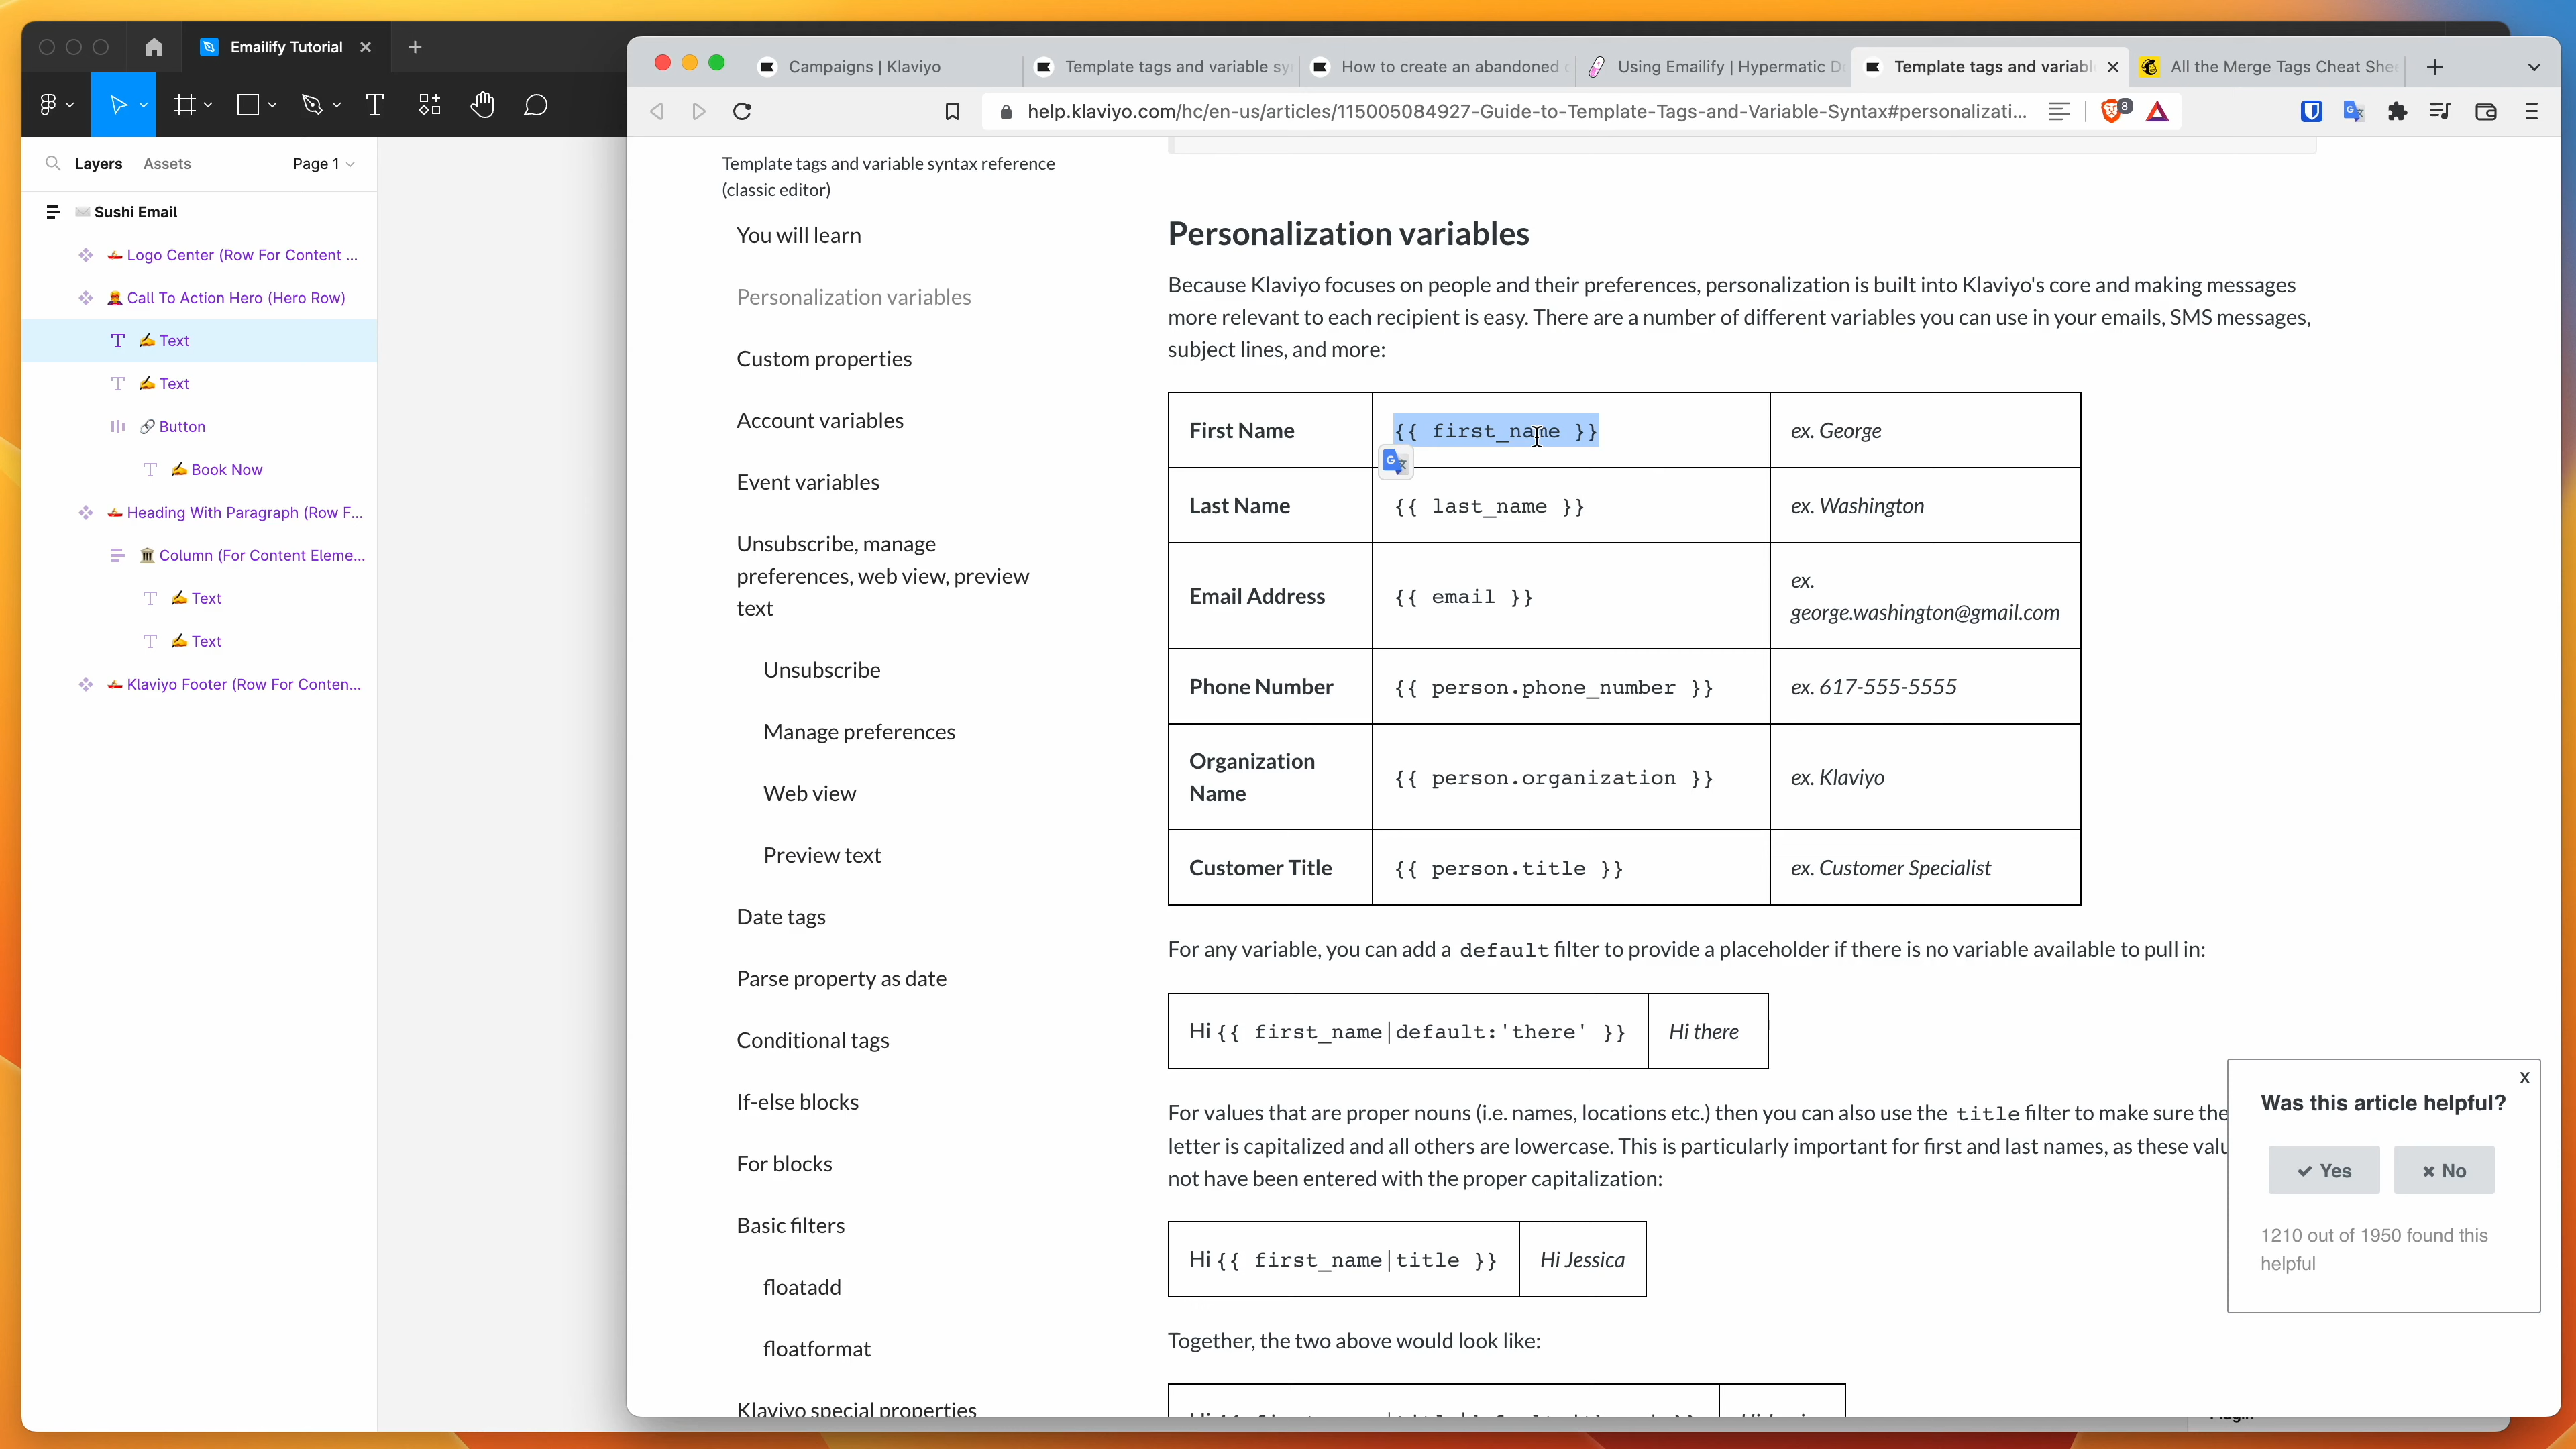 Emailify Tutorial
Layers
Assets
Page 1
Sushi Email
Logo Center (Row For Content ...
Call To Action Hero (Hero Row)
Text
Text
Button
Book Now
Heading With Paragraph (Row F...
Column (For Content Eleme...
Text
Text
Klaviyo Footer (Row For Conten...
Campaigns | Klaviyo
Template tags and variable sy
How to create an abandoned
Using Emailify | Hypermatic D
Template tags and variabl
All the Merge Tags Cheat She
help.klaviyo.com/hc/en-us/articles/115005084927-Guide-to-Template-Tags-and-Variable-Syntax#personalizati...
8
Template tags and variable syntax reference
(classic editor)
You will learn
Personalization variables
Custom properties
Account variables
Event variables
Unsubscribe, manage
preferences, web view, preview
text
Unsubscribe
Manage preferences
Web view
Preview text
Date tags
Parse property as date
Conditional tags
If-else blocks
For blocks
Basic filters
floatadd
floatformat
Klaviyo special properties
Personalization variables
Because Klaviyo focuses on people and their preferences, personalization is built into Klaviyo's core and making messages
more relevant to each recipient is easy. There are a number of different variables you can use in your emails, SMS messages,
subject lines, and more:
First Name {{ first_name }} ex. George
Last Name {{ last_name }} ex. Washington
Email Address {{ email }} ex.
george.washington@gmail.com
Phone Number {{ person.phone_number }} ex. 617-555-5555
Organization
Name {{ person.organization }} ex. Klaviyo
Customer Title {{ person.title }} ex. Customer Specialist
For any variable, you can add a default filter to provide a placeholder if there is no variable available to pull in:
Hi {{ first_name|default:'there' }} Hi there
For values that are proper nouns (i.e. names, locations etc.) then you can also use the title filter to make sure the
letter is capitalized and all others are lowercase. This is particularly important for first and last names, as these valu
not have been entered with the proper capitalization:
Hi {{ first_name|title }} Hi Jessica
Together, the two above would look like:
X
Was this article helpful?
Yes
No
1210 out of 1950 found this
helpful